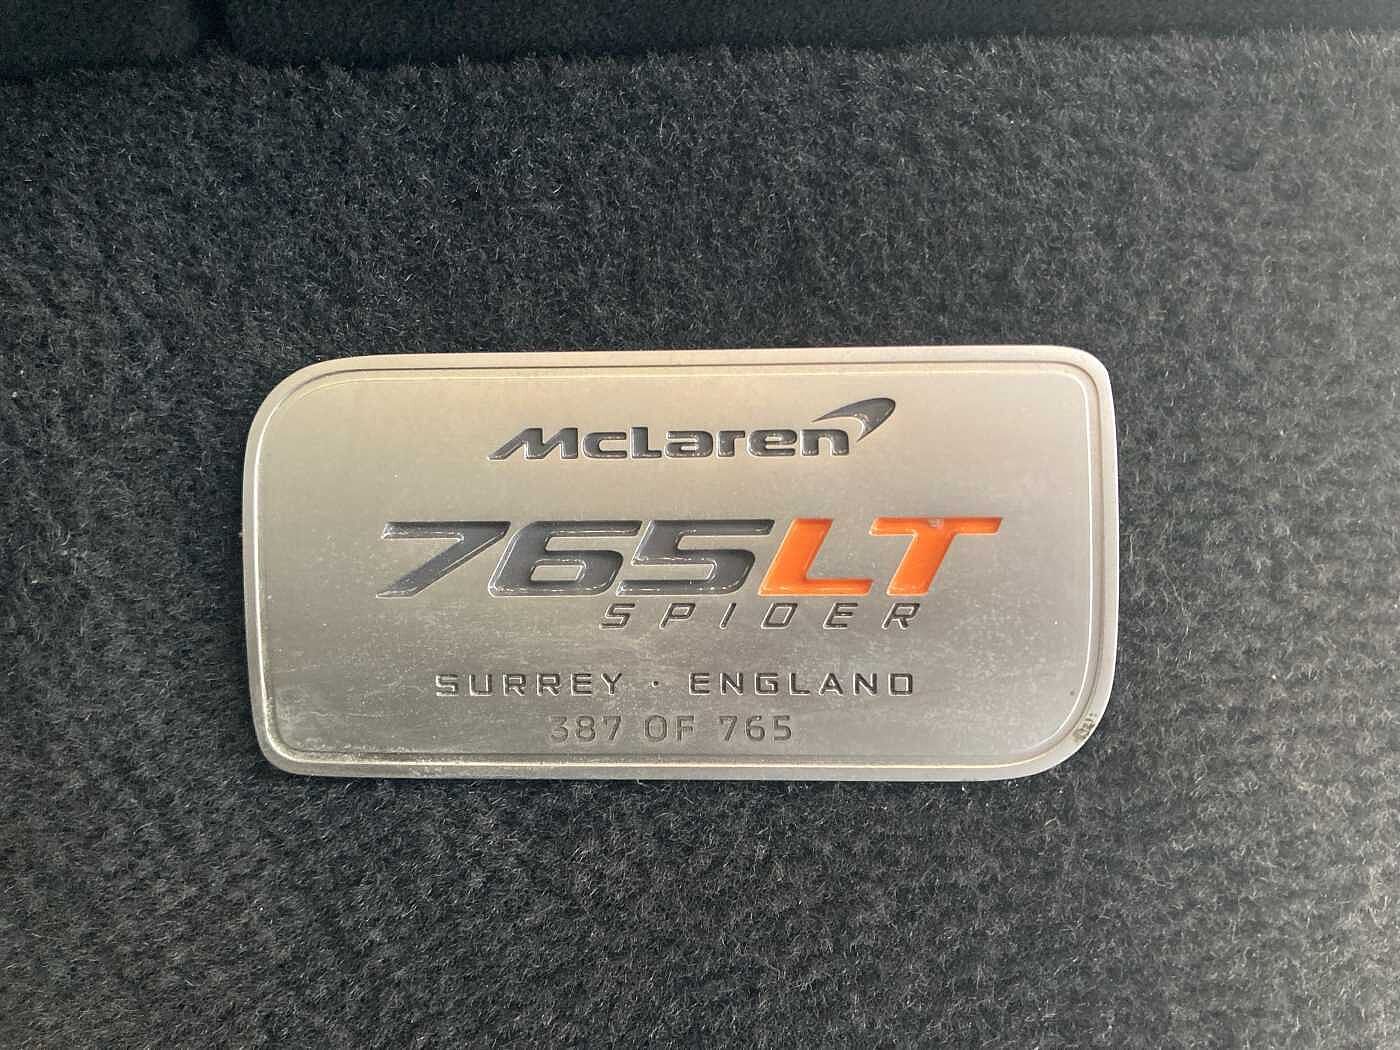 McLaren
765LT
SPIDER
SURREY · ENGLAND
387 OF 765